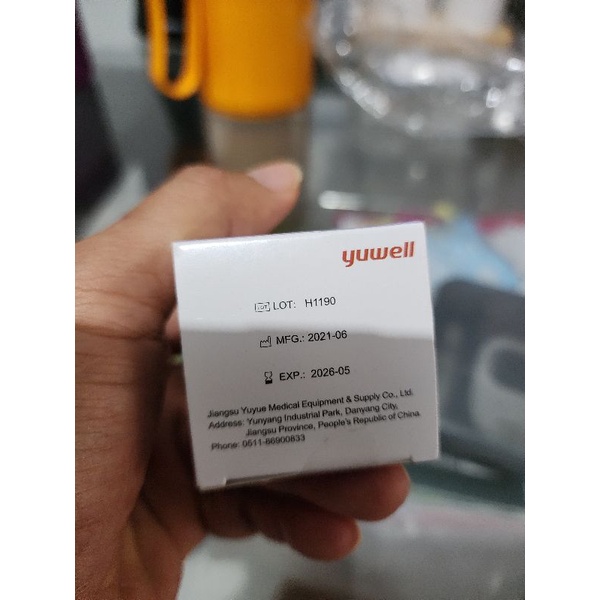 yuwell
LOT LOT: H1190
MFG.: 2021-06
EXP.: 2026-05
Jiangsu Yuyue Medical Equipment & Supply Co., Ltd.
Address: Yunyang Industrial Park, Danyang City,
Jiangsu Province, People's Republic of China.
Phone: 0511-86900833